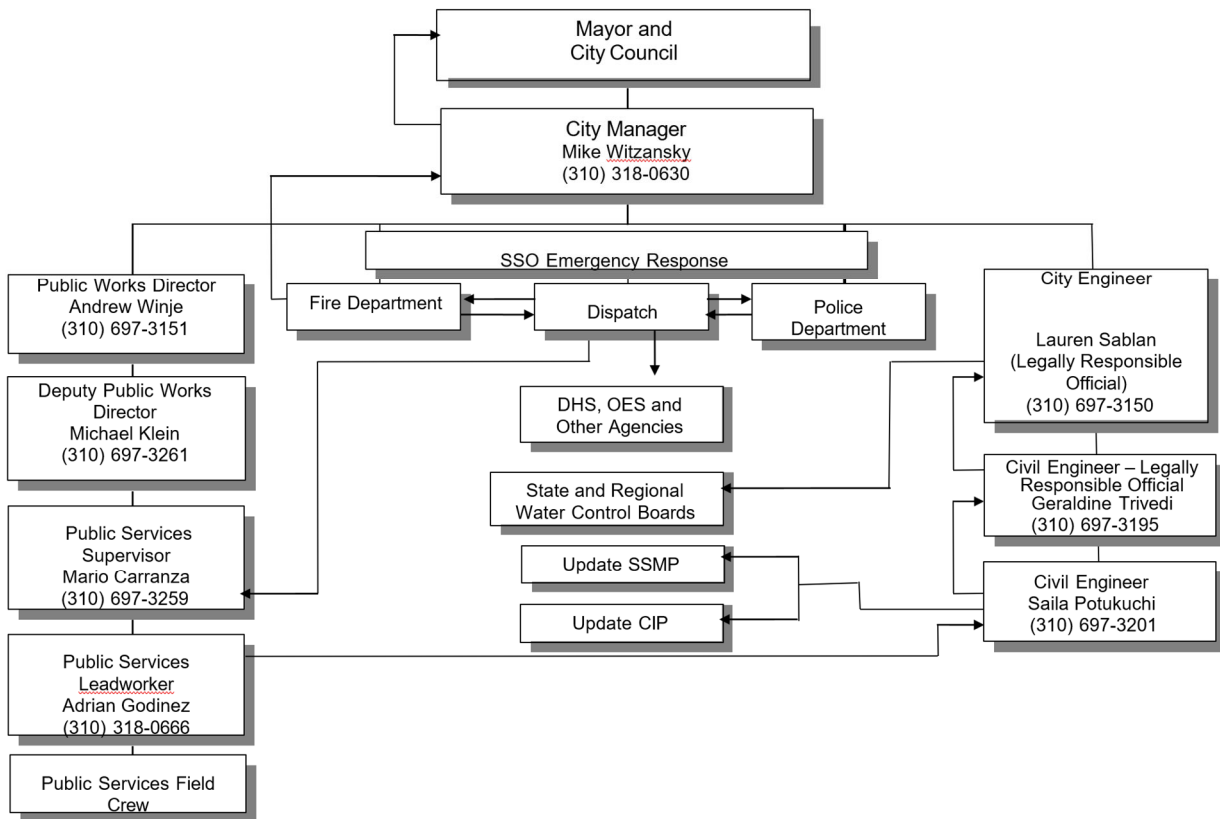 Mayor and
City Council
City Manager
Mike Witzansky
(310) 318-0630
SSO Emergency Response
Public Works Director
Andrew Winje
(310) 697-3151
Fire Department
Dispatch
Police
Department
City Engineer
Lauren Sablan
(Legally Responsible
Official)
(310) 697-3150
Deputy Public Works
Director
Michael Klein
(310) 697-3261
DHS, OES and
Other Agencies
State and Regional
Water Control Boards
Civil Engineer – Legally
Responsible Official
Geraldine Trivedi
(310) 697-3195
Public Services
Supervisor
Mario Carranza
(310) 697-3259
Update SSMP
Update CIP
Civil Engineer
Saila Potukuchi
(310) 697-3201
Public Services
Leadworker
Adrian Godinez
(310) 318-0666
Public Services Field
Crew